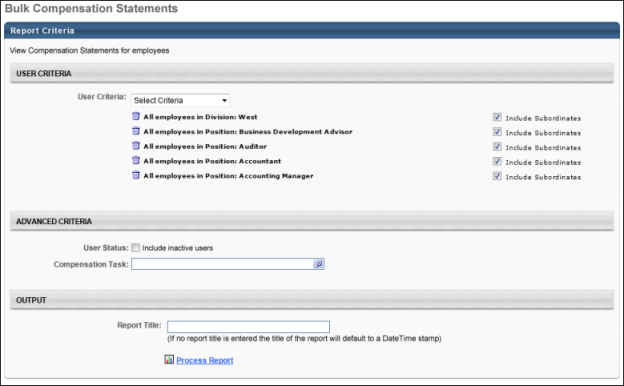 Bulk Compensation Statements
Report Criteria
View Compensation Statements for employees
USER CRITERIA
User Criteria: Select Criteria
All employees in Division: West Include Subordinates
All employees in Position: Business Development Advisor Include Subordinates
All employees in Position: Auditor Include Subordinates
All employees in Position: Accountant Include Subordinates
All employees in Position: Accounting Manager Include Subordinates
ADVANCED CRITERIA
User Status: Include inactive users
Compensation Task:
OUTPUT
Report Title:
(If no report title is entered the title of the report will default to a DateTime stamp)
Process Report